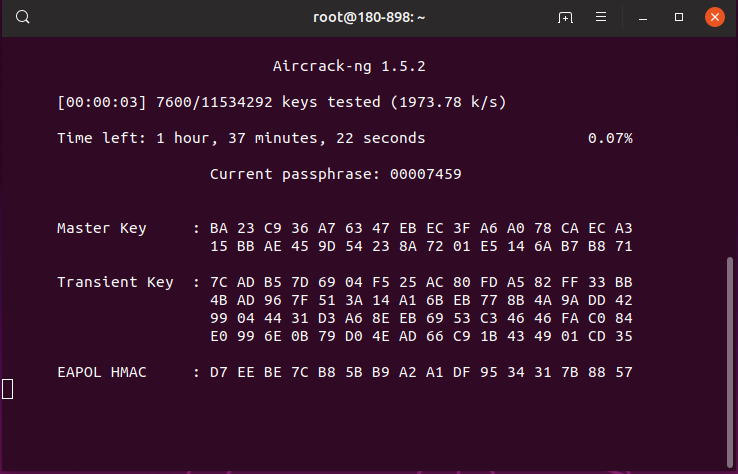 root@180-898: ~
Aircrack-ng 1.5.2
[00:00:03] 7600/11534292 keys tested (1973.78 k/s)
Time left: 1 hour, 37 minutes, 22 seconds 0.07%
Current passphrase: 00007459
Master Key : BA 23 C9 36 A7 63 47 EB EC 3F A6 A0 78 CA EC A3
15 BB AE 45 9D 54 23 8A 72 01 E5 14 6A B7 B8 71
Transient Key : 7C AD B5 7D 69 04 F5 25 AC 80 FD A5 82 FF 33 BB
4B AD 96 7F 51 3A 14 A1 6B EB 77 8B 4A 9A DD 42
99 04 44 31 D3 A6 8E EB 69 53 C3 46 46 FA C0 84
E0 99 6E 0B 79 D0 4E AD 66 C9 1B 43 49 01 CD 35
EAPOL HMAC : D7 EE BE 7C B8 5B B9 A2 A1 DF 95 34 31 7B 88 57